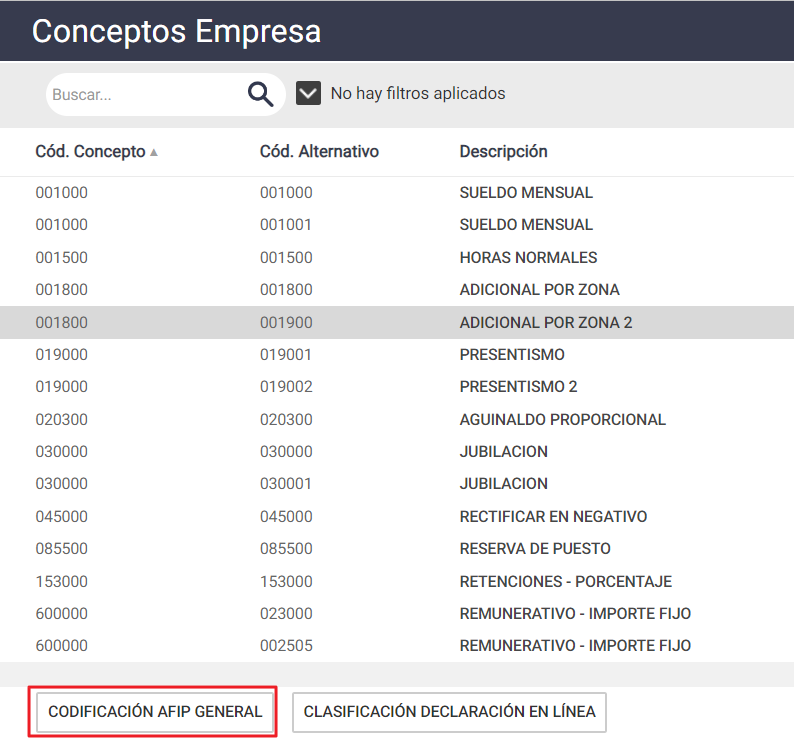 Conceptos Empresa
Buscar... No hay filtros aplicados
Cód. Concepto Cód. Alternativo Descripción
001000 001000 SUELDO MENSUAL
001000 001001 SUELDO MENSUAL
001500 001500 HORAS NORMALES
001800 001800 ADICIONAL POR ZONA
001800 001900 ADICIONAL POR ZONA 2
019000 019001 PRESENTISMO
019000 019002 PRESENTISMO 2
020300 020300 AGUINALDO PROPORCIONAL
030000 030000 JUBILACION
030000 030001 JUBILACION
045000 045000 RECTIFICAR EN NEGATIVO
085500 085500 RESERVA DE PUESTO
153000 153000 RETENCIONES - PORCENTAJE
600000 023000 REMUNERATIVO - IMPORTE FIJO
600000 002505 REMUNERATIVO - IMPORTE FIJO
CODIFICACIÓN AFIP GENERAL CLASIFICACIÓN DECLARACIÓN EN LÍNEA